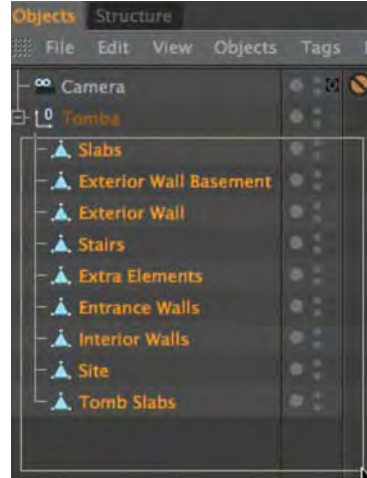 Objects Structure
File Edit View Objects Tags
Camera
0 Tomba
Slabs
Exterior Wall Basement
Exterior Wall
Stairs
Extra Elements
Entrance Walls
Interior Walls
Site
Tomb Slabs